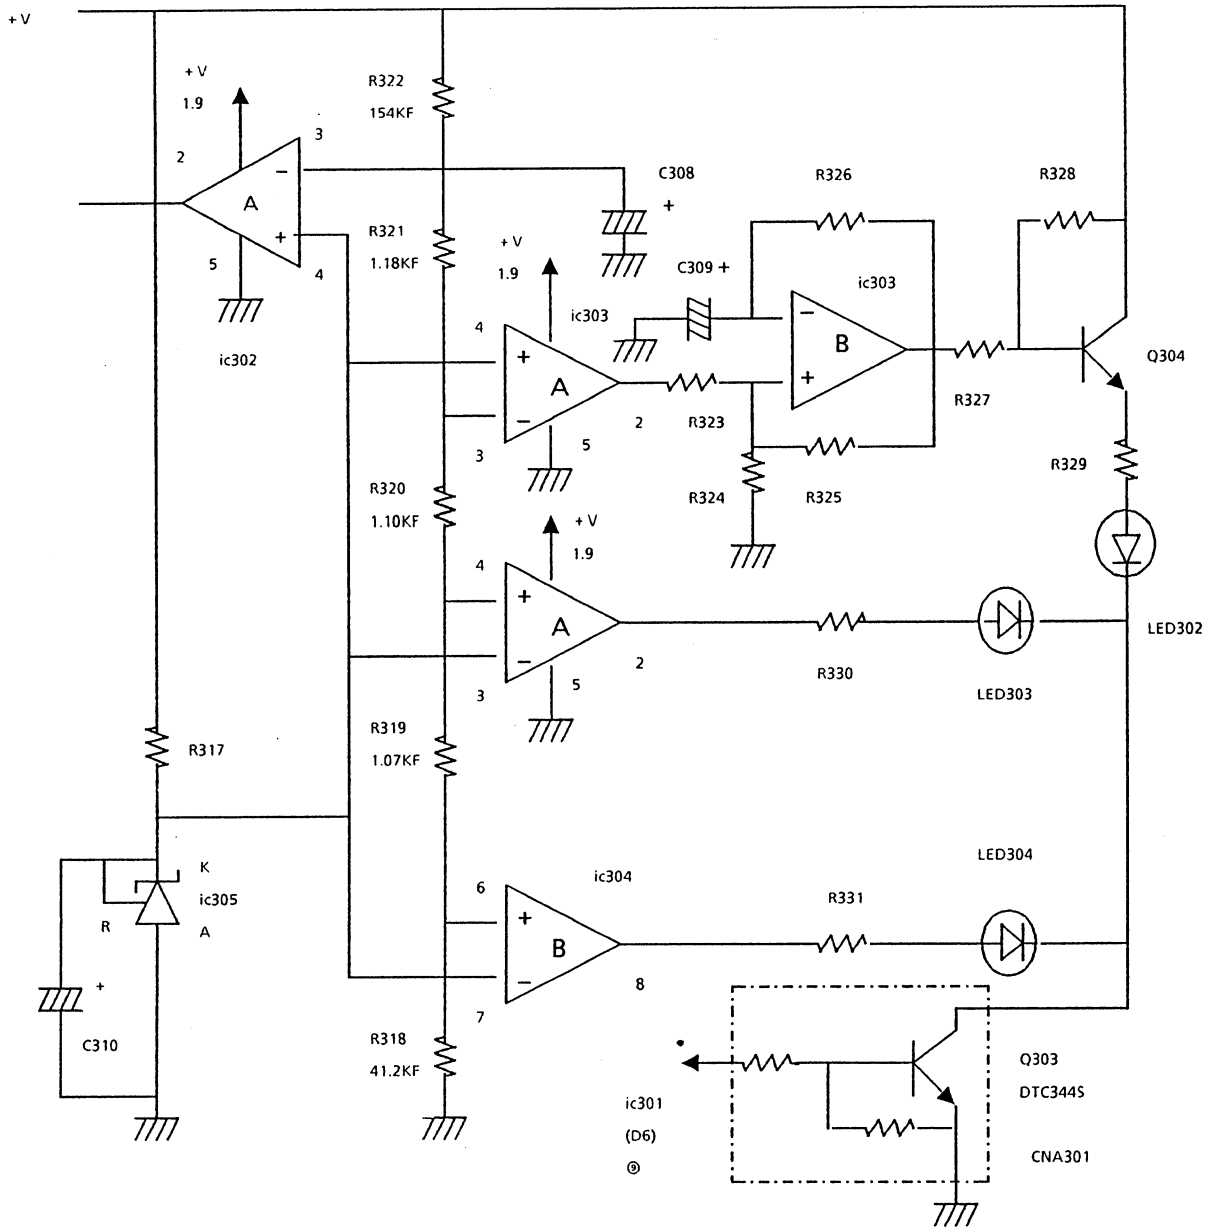 +V
+V
1.9
R322
154KF
3
2
−
A
+
5
4
ic302
C308
+
R326
R328
R321
1.18KF
+V
1.9
C309 +
ic303
ic303
4
+
A
−
3
5
2
−
B
+
Q304
R323
R327
R329
R320
1.10KF
R324
R325
+V
1.9
4
+
A
−
3
5
2
R330
LED303
LED302
R317
R319
1.07KF
K
ic305
R
A
+
C310
6
ic304
+
B
−
7
8
R331
LED304
R318
41.2KF
ic301
(D6)
⑨
Q303
DTC344S
CNA301